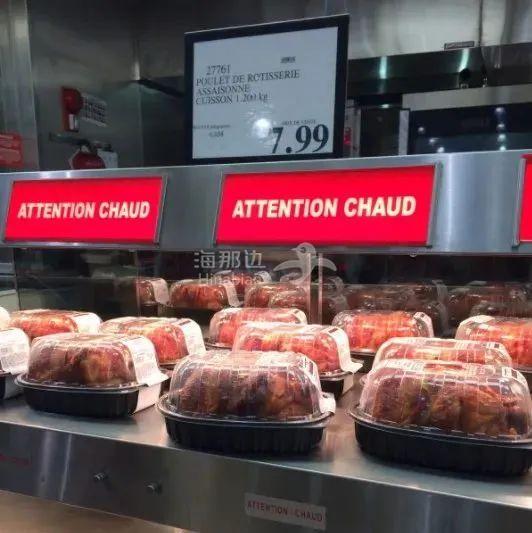 27761
POULET DE ROTISSERIE
ASSAISONNE
CUISSON 1.200 kg
7.99
ATTENTION CHAUD
ATTENTION CHAUD
海那边
ATTENTION : CHAUD